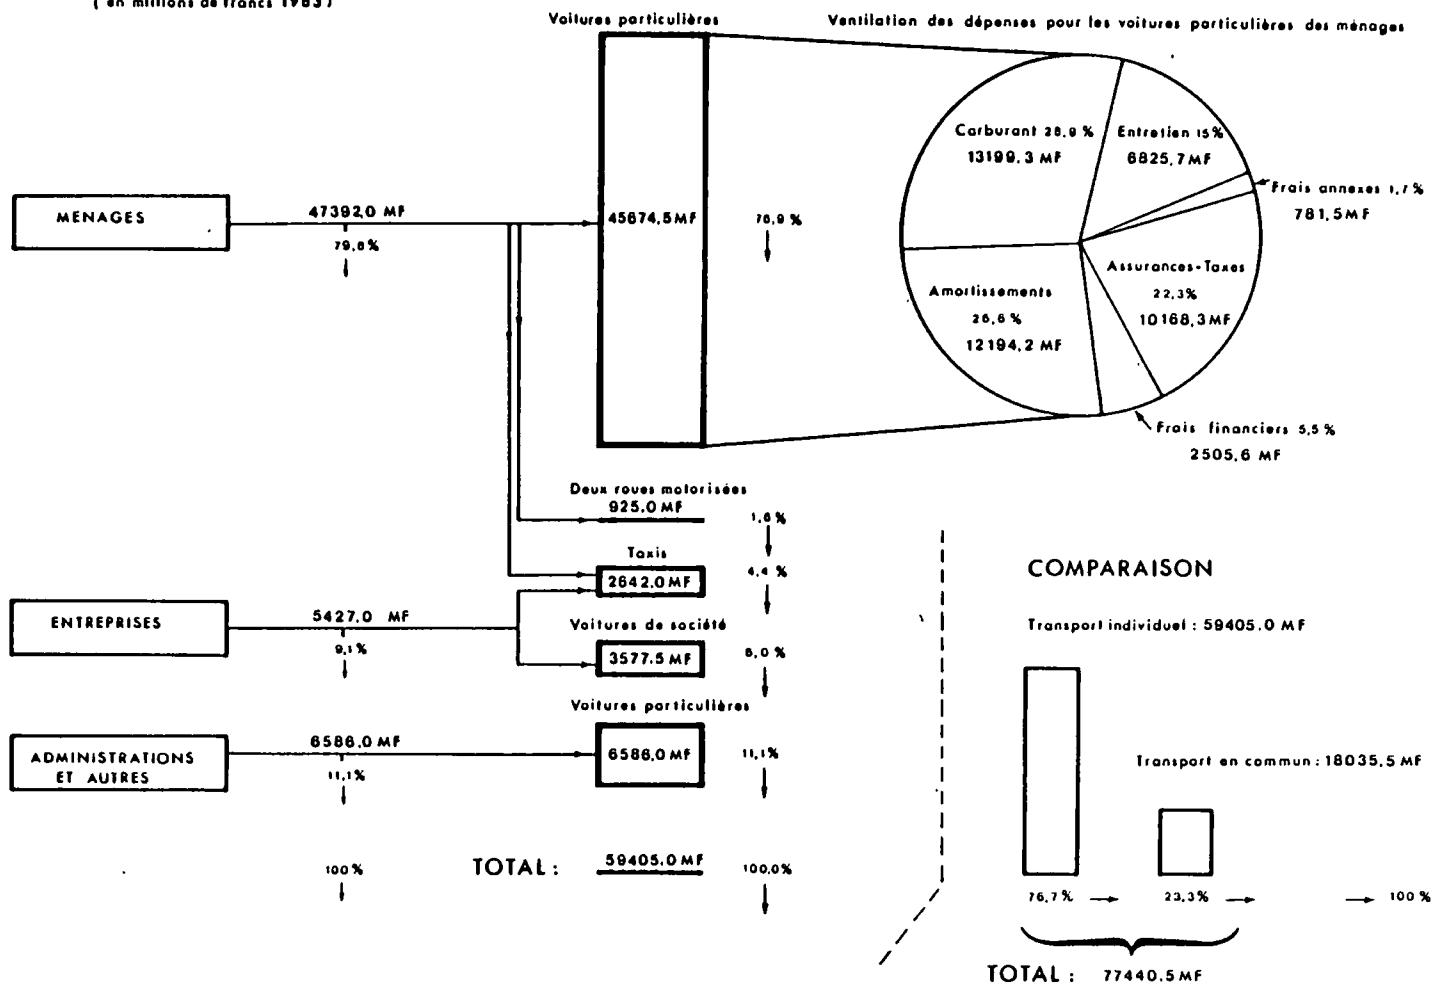 ( en millions de francs 1983)
Voitures particulières
Ventilation des dépenses pour les voitures particulières des ménages
Carburant 28,9 %
13199.3 MF
Entretien 15%
6825,7 MF
Frais annexes 1,7%
781,5 MF
Assurances-Taxes
22,3%
10168,3 MF
Amortissements
26,6 %
12194,2 MF
Frais financiers 5,5 %
2505,6 MF
MENAGES
47392,0 MF
79,8%
45674,5 MF
76,9 %
Deux roues motorisées
925.0 MF
1,6%
Taxis
2642.0 MF
4,4 %
ENTREPRISES
5427.0 MF
9,1%
Voitures de société
3577.5 MF
6,0 %
Voitures particulières
ADMINISTRATIONS
ET AUTRES
6586,0 MF
11,1%
6586,0 MF
11,1%
100%
TOTAL :
59405.0 MF
100,0%
COMPARAISON
Transport individuel : 59405.0 MF
Transport en commun : 18035,5 MF
76,7%
23,3%
100 %
TOTAL : 77440.5 MF